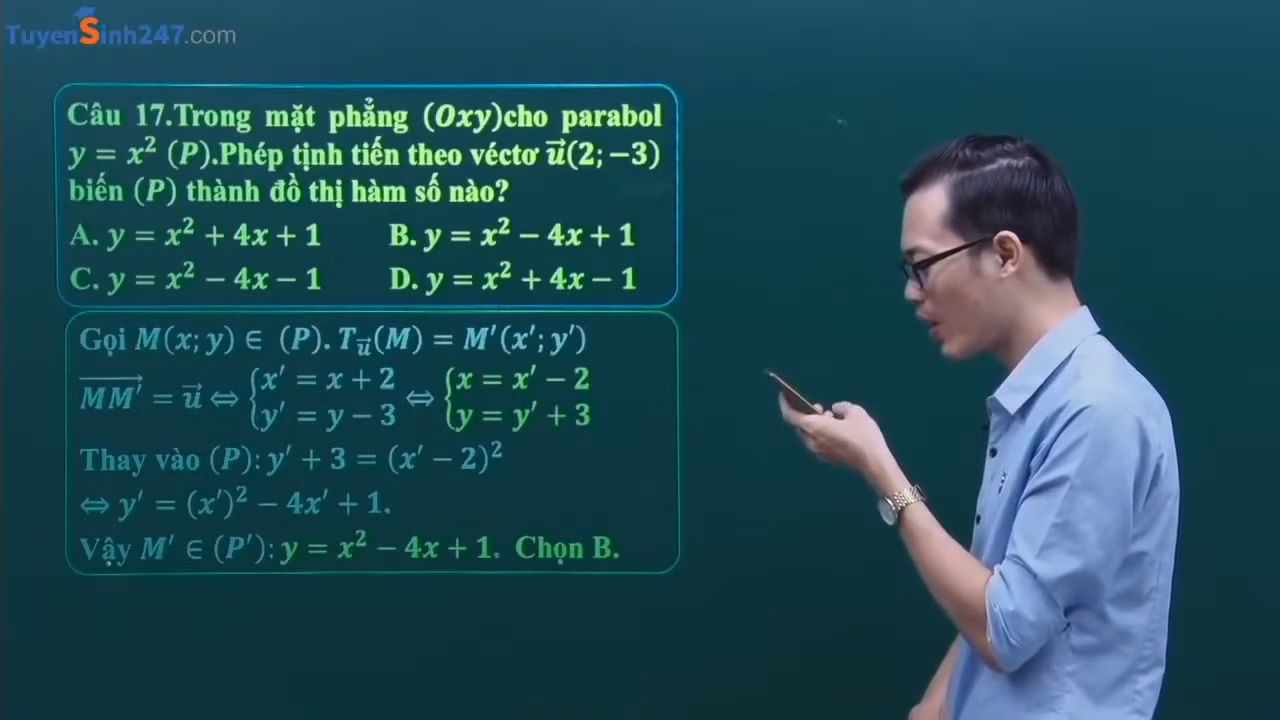 TuyenSinh247.com
Câu 17.Trong mặt phẳng (Oxy)cho parabol
y = x² (P).Phép tịnh tiến theo véctơ u⃗(2; −3)
biến (P) thành đồ thị hàm số nào?
A. y = x² + 4x + 1 B. y = x² − 4x + 1
C. y = x² − 4x − 1 D. y = x² + 4x − 1
Gọi M(x; y) ∈ (P). T_u⃗(M) = M′(x′; y′)
MM′⃗ = u⃗ ⇔ {x′ = x + 2 ⇔ {x = x′ − 2
y′ = y − 3 y = y′ + 3
Thay vào (P): y′ + 3 = (x′ − 2)²
⇔ y′ = (x′)² − 4x′ + 1.
Vậy M′ ∈ (P′): y = x² − 4x + 1. Chọn B.